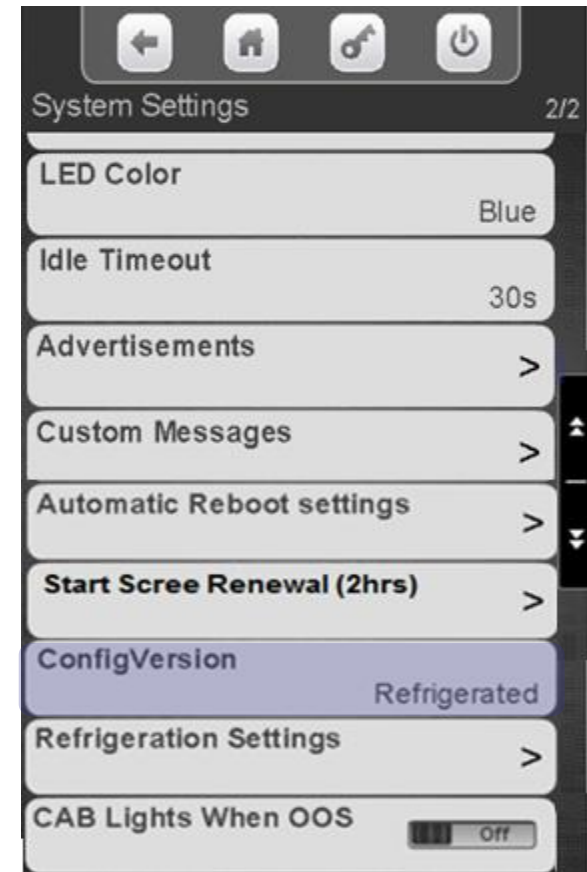 System Settings 2/2
LED Color
Blue
Idle Timeout
30s
Advertisements
>
Custom Messages
>
Automatic Reboot settings
>
Start Scree Renewal (2hrs)
>
ConfigVersion
Refrigerated
Refrigeration Settings
>
CAB Lights When OOS
Off